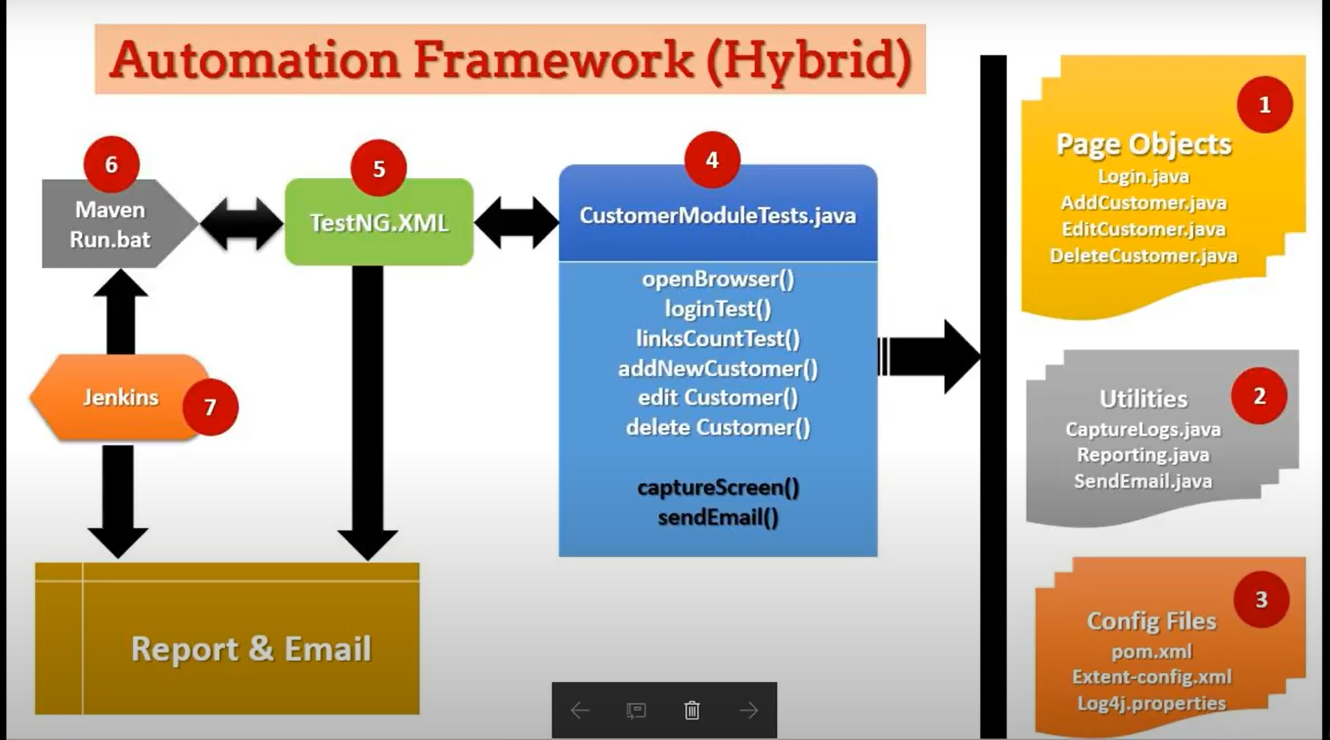 Automation Framework (Hybrid)
6
Maven
Run.bat
5
TestNG.XML
4
CustomerModuleTests.java
openBrowser()
loginTest()
linksCountTest()
addNewCustomer()
edit Customer()
delete Customer()
captureScreen()
sendEmail()
Jenkins
7
Report & Email
1
Page Objects
Login.java
AddCustomer.java
EditCustomer.java
DeleteCustomer.java
2
Utilities
CaptureLogs.java
Reporting.java
SendEmail.java
3
Config Files
pom.xml
Extent-config.xml
Log4j.properties